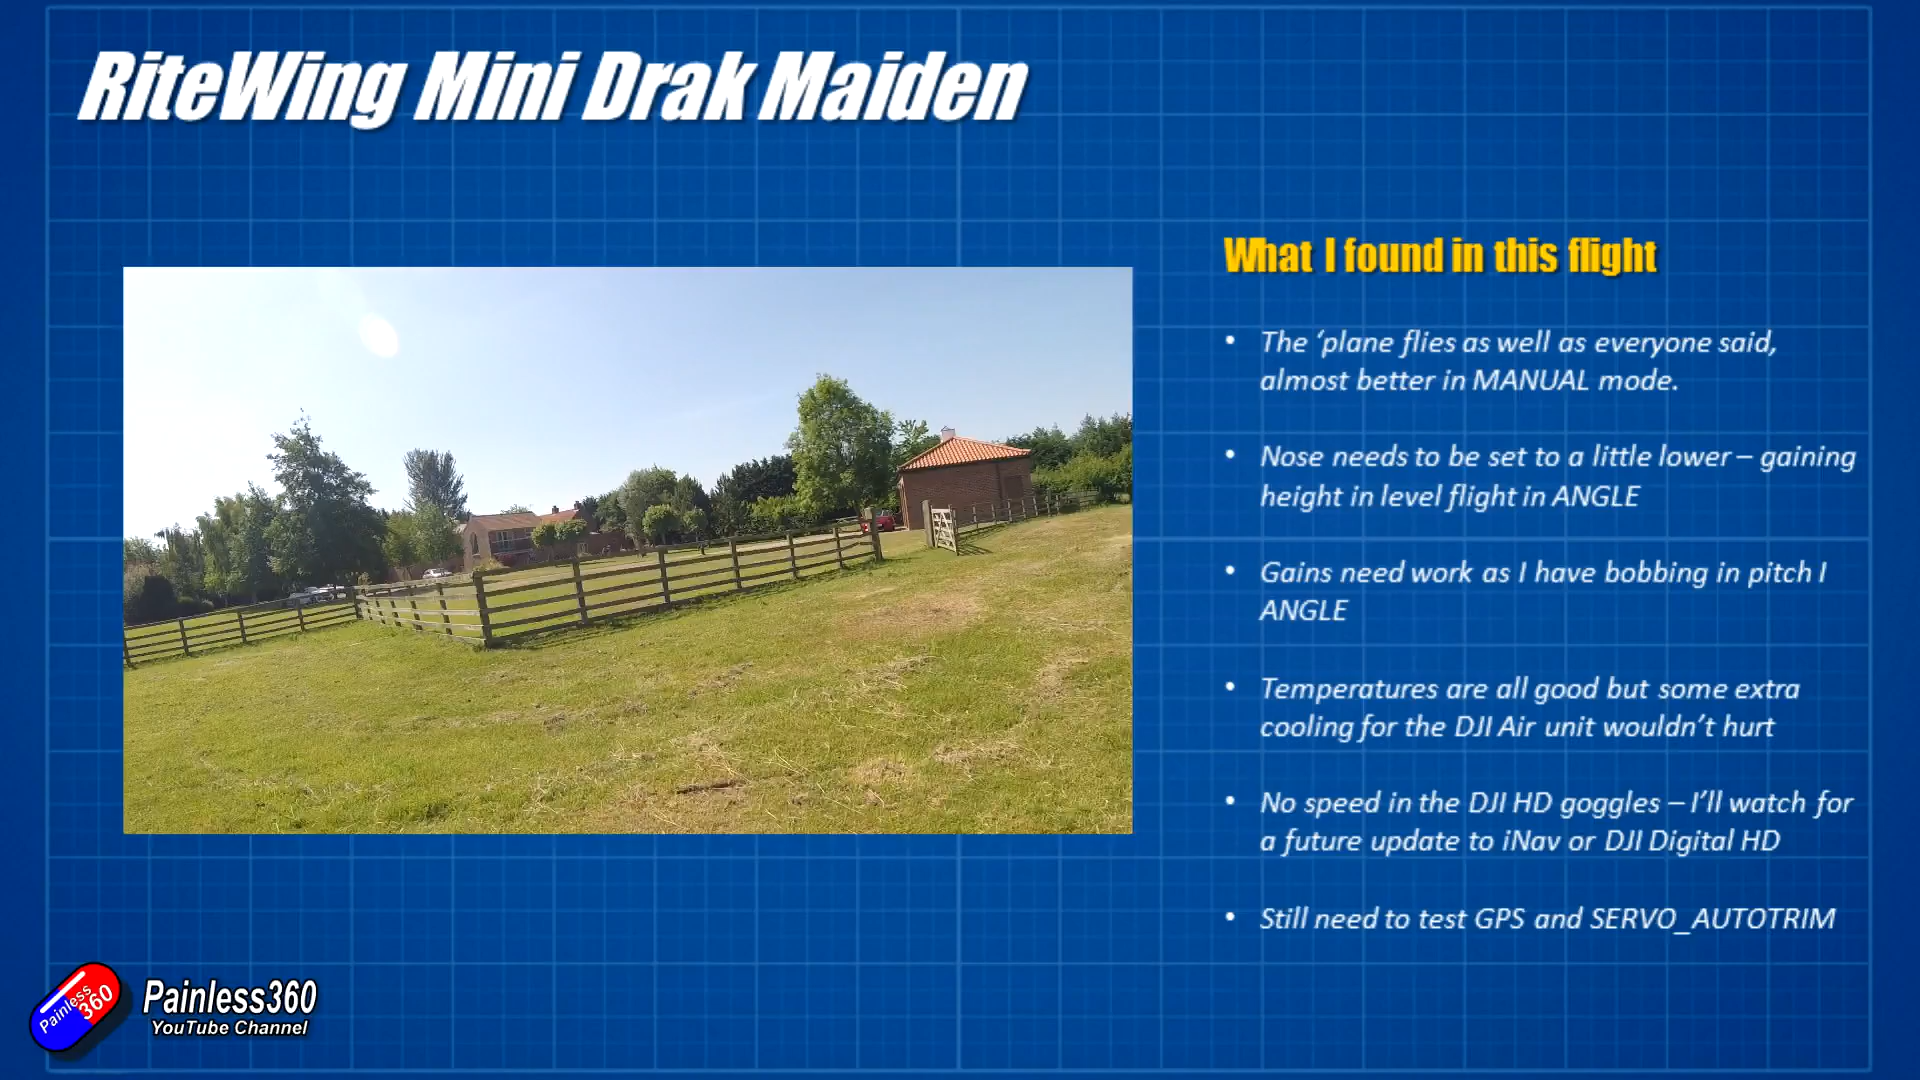 RiteWing Mini Drak Maiden
What I found in this flight
• The ‘plane flies as well as everyone said,
almost better in MANUAL mode.
• Nose needs to be set to a little lower – gaining
height in level flight in ANGLE
• Gains need work as I have bobbing in pitch I
ANGLE
• Temperatures are all good but some extra
cooling for the DJI Air unit wouldn’t hurt
• No speed in the DJI HD goggles – I’ll watch for
a future update to iNav or DJI Digital HD
• Still need to test GPS and SERVO_AUTOTRIM
Painless
360
Painless360
YouTube Channel